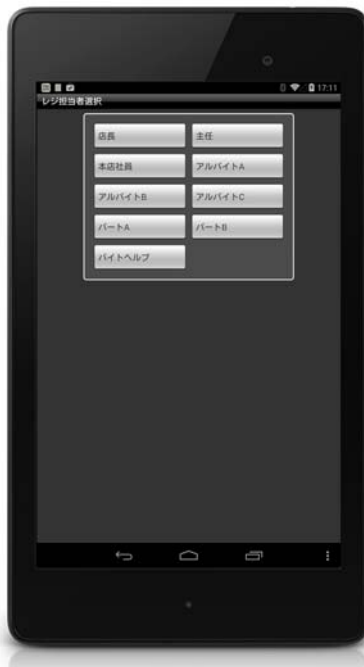 17:11
レジ担当者選択
店長
主任
本店社員
アルバイトA
アルバイトB
アルバイトC
パートA
パートB
バイトヘルプ